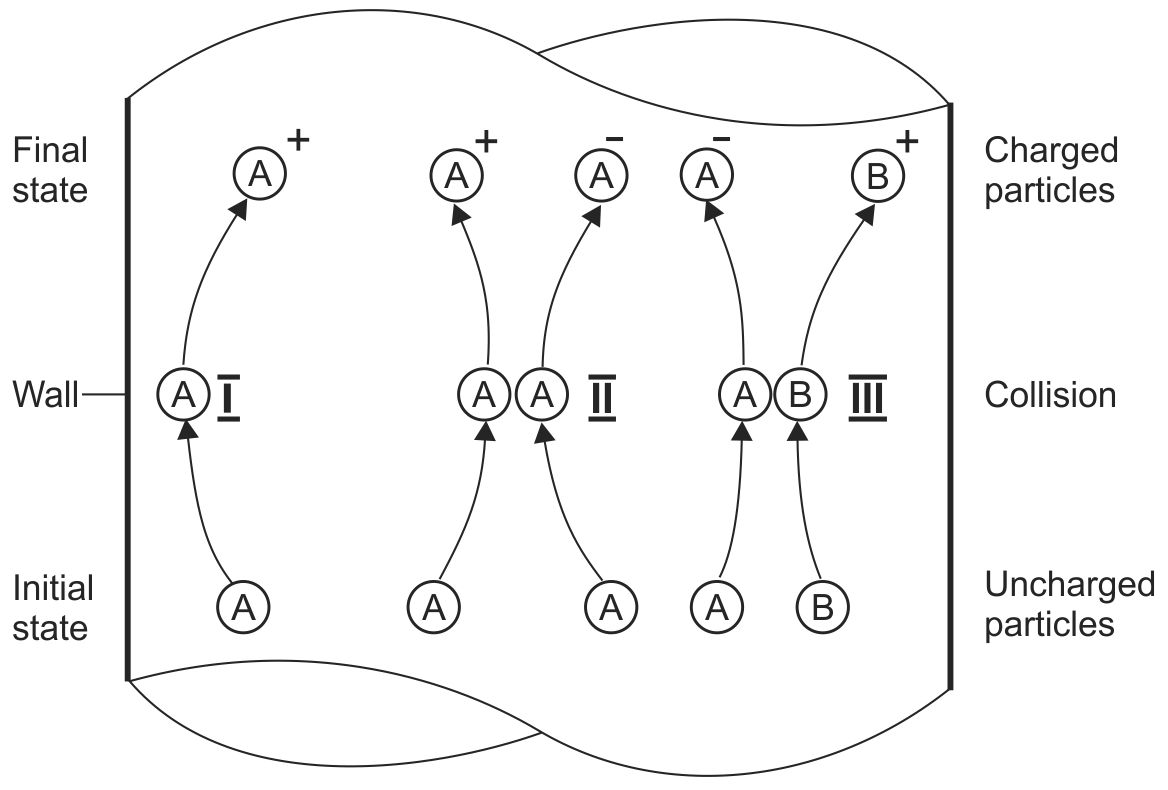 Final
state
A +
A +
A −
A −
B +
Charged
particles
Wall
A I
A A II
A B III
Collision
Initial
state
A
A
A
A
B
Uncharged
particles